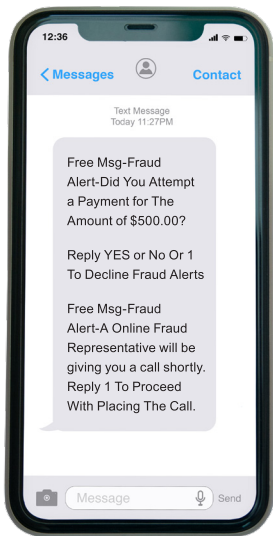 12:36
Messages
Contact
Text Message
Today 11:27PM
Free Msg-Fraud
Alert-Did You Attempt
a Payment for The
Amount of $500.00?
Reply YES or No Or 1
To Decline Fraud Alerts
Free Msg-Fraud
Alert-A Online Fraud
Representative will be
giving you a call shortly.
Reply 1 To Proceed
With Placing The Call.
Message
Send